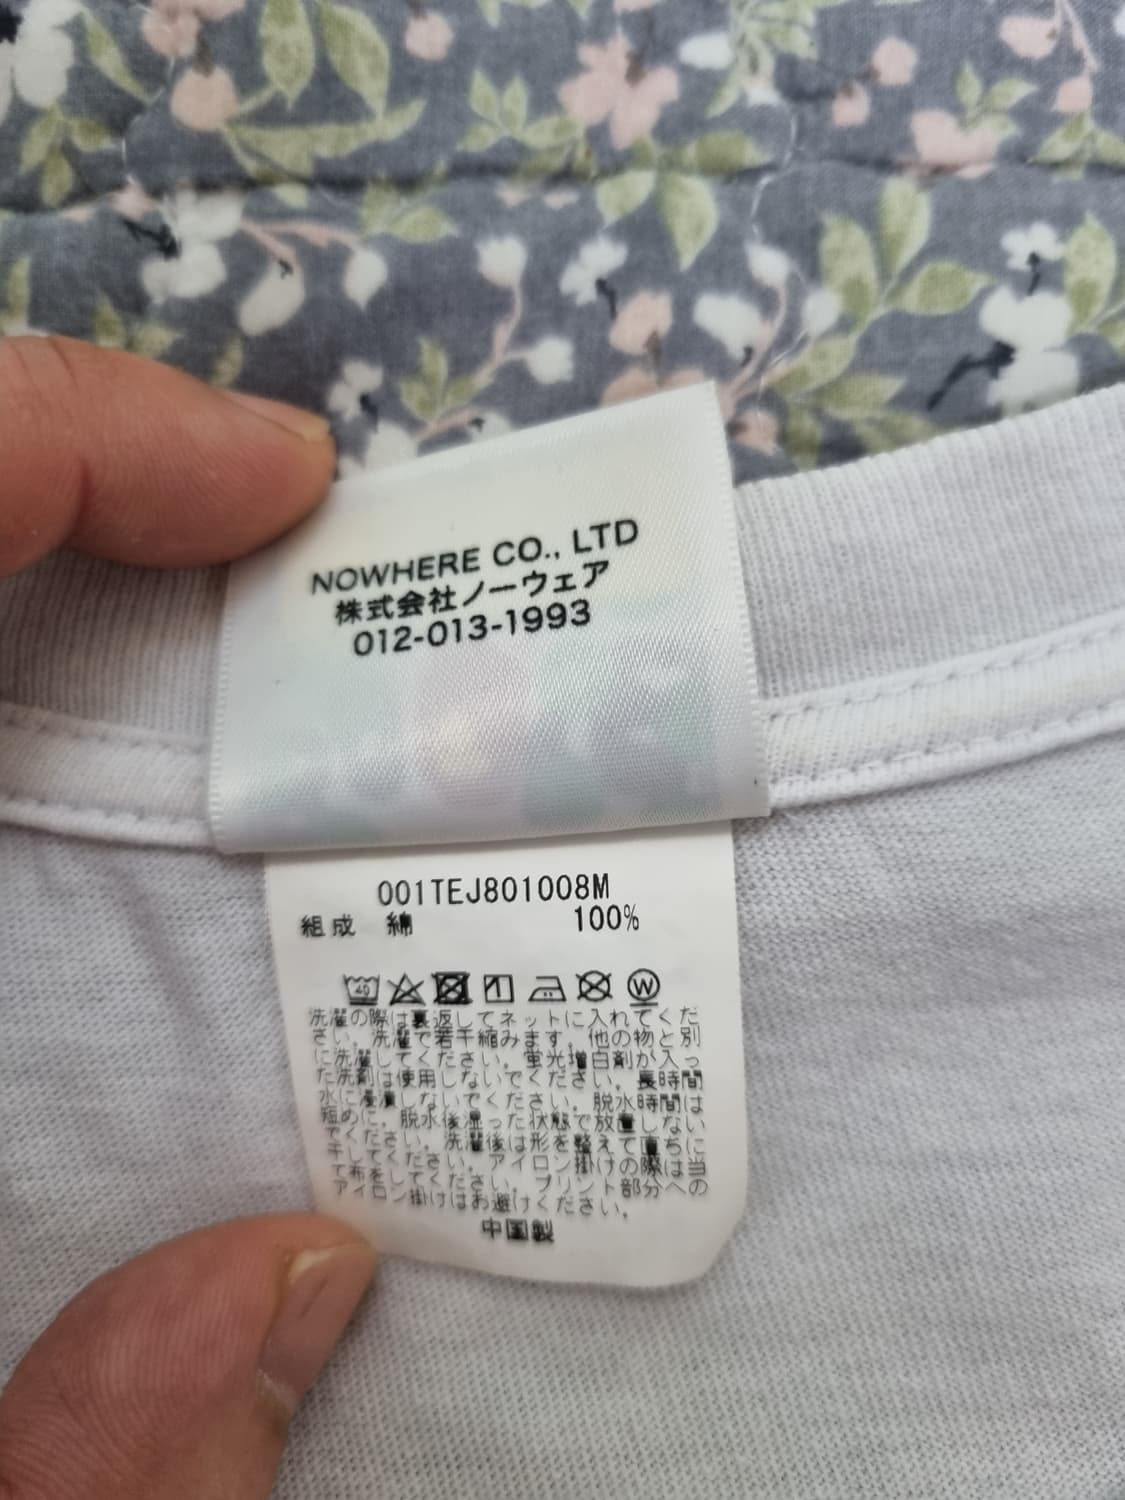 NOWHERE CO., LTD
株式会社ノーウェア
012-013-1993
001TEJ801008M
組成 綿 100%
40 W
洗濯の際は裏返してネットに入れてくだ
さい。洗濯で若干縮みます。他の物と別
に洗濯してください。蛍光増白剤が入っ
た洗剤は使用しないでください。長時間
水に浸漬しないでください。脱水時間は
短めに。脱水後湿った状態で放置しない
でください。洗濯後は形を整えて直ちに
干してください。アイロン掛けの際は当
て布をしてください。プリント部分への
アイロン掛けはお避けください。
中国製